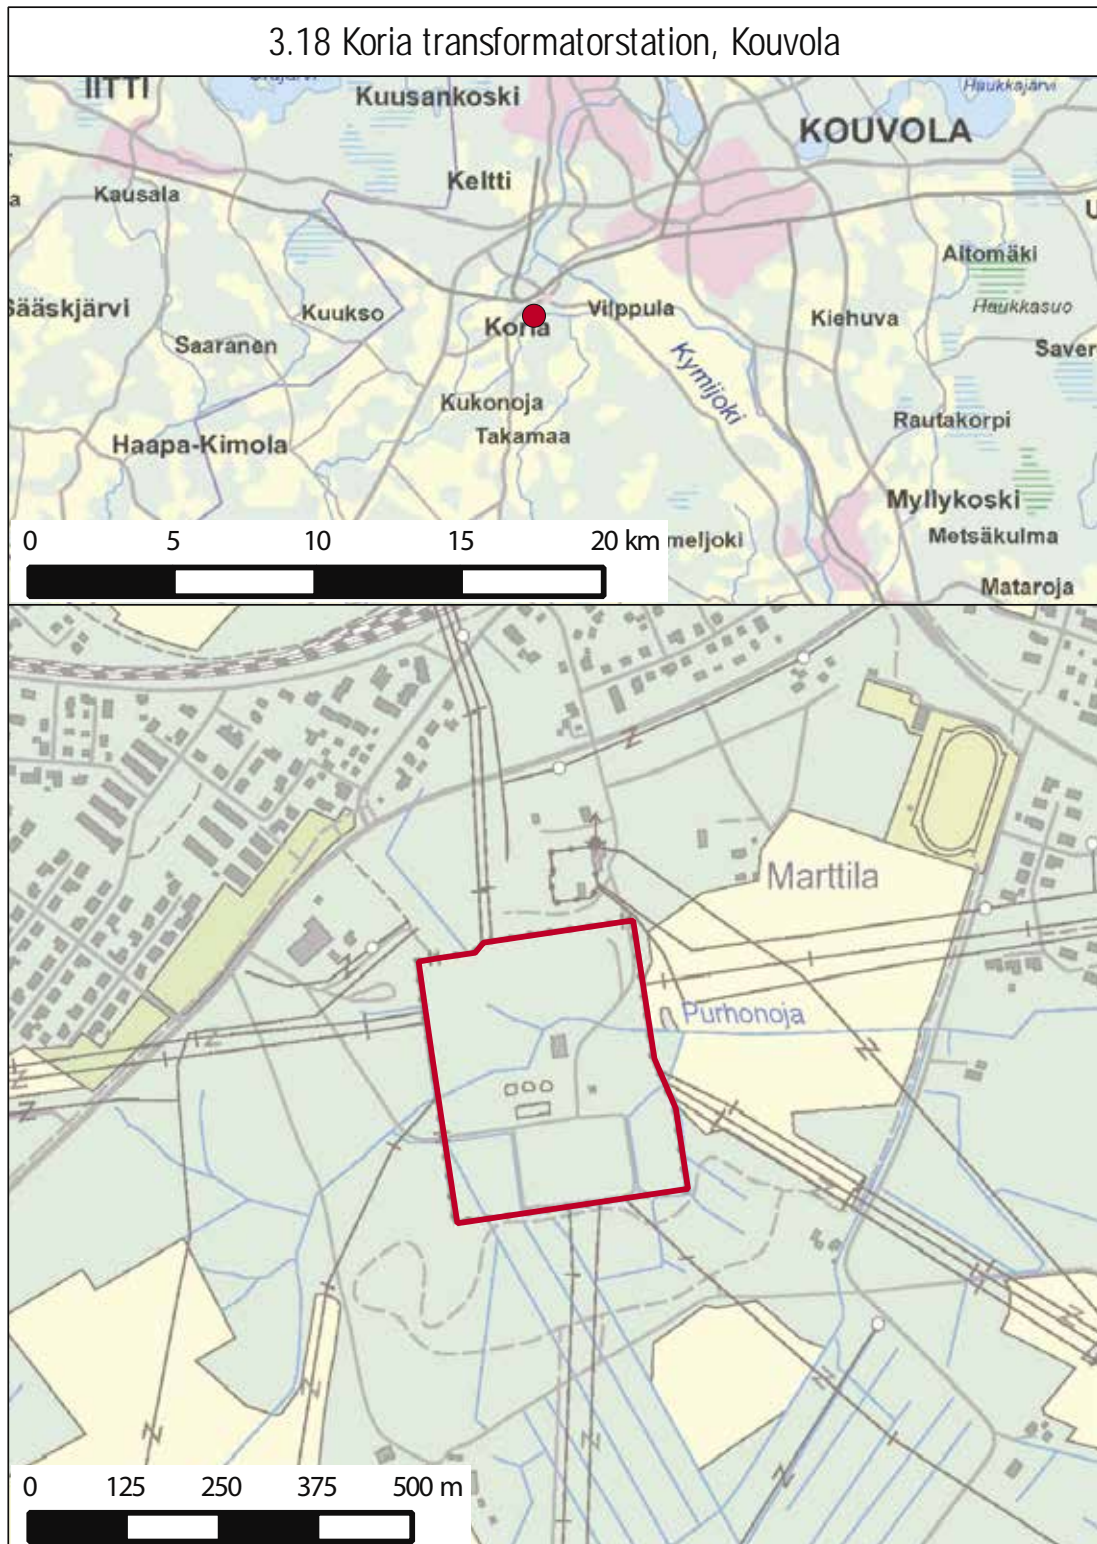 3.18 Koria transformatorstation, Kouvola
IITTI
Kuusankoski
Haukkajärvi
KOUVOLA
Keltti
Kausala
a
U
Aitomäki
Sääskjärvi
Kuukso
Vilppula
Haukkasuo
Kiehuva
Koria
Saaranen
Saver
Kymijoki
Kukonoja
Rautakorpi
Haapa-Kimola
Takamaa
Myllykoski
Metsäkulma
meljoki
Mataroja
0 5 10 15 20 km
Marttila
Purhonoja
0 125 250 375 500 m